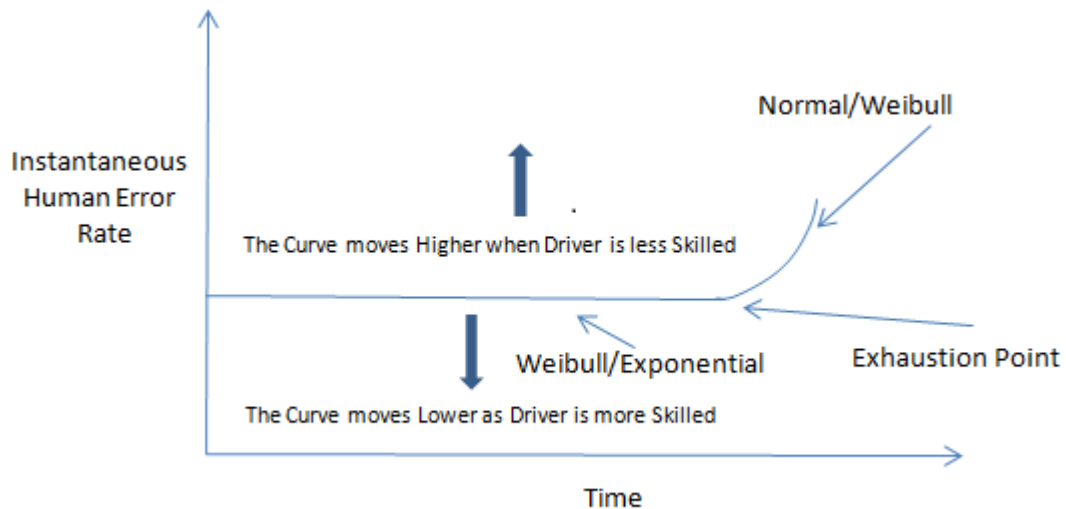 Normal/Weibull
Instantaneous
Human Error
Rate
The Curve moves Higher when Driver is less Skilled
Weibull/Exponential
Exhaustion Point
The Curve moves Lower as Driver is more Skilled
Time